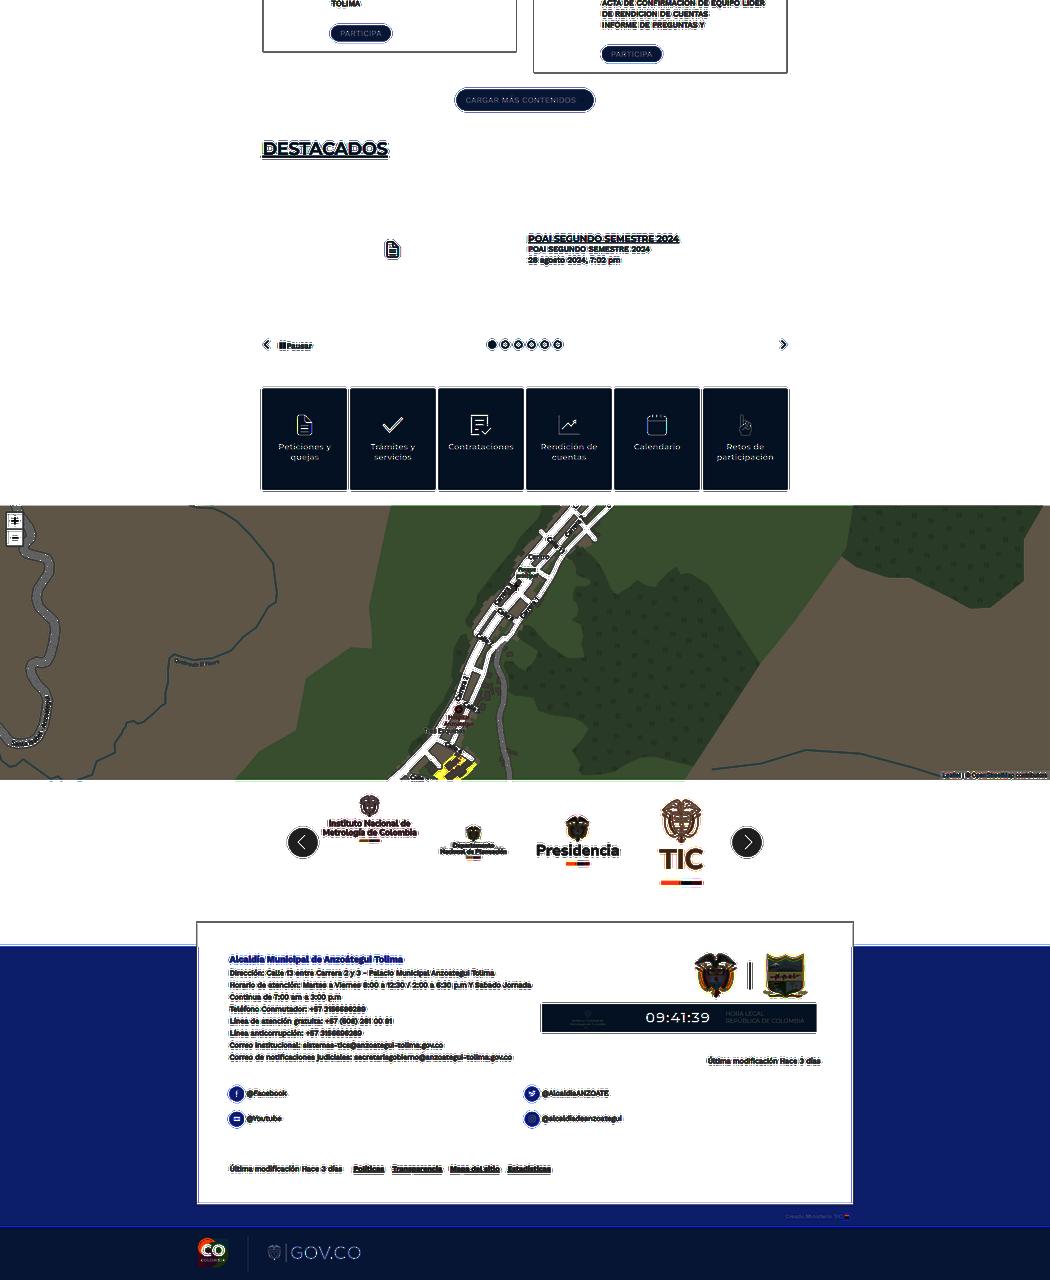 TOLIMA
PARTICIPA
ACTA DE CONFIRMACIÓN DE EQUIPO LIDER
DE RENDICION DE CUENTAS
INFORME DE PREGUNTAS Y
PARTICIPA
CARGAR MÁS CONTENIDOS
DESTACADOS
POAI SEGUNDO SEMESTRE 2024
POAI SEGUNDO SEMESTRE 2024
28 agosto 2024, 7:02 pm
Pausar
Peticiones y
quejas
Trámites y
servicios
Contrataciones
Rendición de
cuentas
Calendario
Retos de
participación
+
Leaflet | © OpenStreetMap contributors
Instituto Nacional de
Metrología de Colombia
Departamento
Nacional de Planeación
Presidencia
TIC
Alcaldía Municipal de Anzoátegui Tolima
Dirección: Calle 13 entre Carrera 2 y 3 - Palacio Municipal Anzoategui Tolima
Horario de atención: Martes a Viernes 8:00 a 12:30 / 2:00 a 6:30 p.m Y Sabado Jornada
Continua de 7:00 am a 3:00 p.m
Teléfono Conmutador: +57
Línea de atención gratuita: +57 (608) 281 00 81
Línea anticorrupción: +57
Correo institucional: sistemas-tics@anzoategui-tolima.gov.co
Correo de notificaciones judiciales: secretariagobierno@anzoategui-tolima.gov.co
09:41:39
HORA LEGAL
REPÚBLICA DE COLOMBIA
Última modificación Hace 3 días
@Facebook
@AlcaldiaANZOATE
@Youtube
@alcaldiadeanzoategui
Última modificación Hace 3 días Políticas Transparencia Mapa del sitio Estadísticas
Creado Ministerio TIC
CO
COLOMBIA
GOV.CO